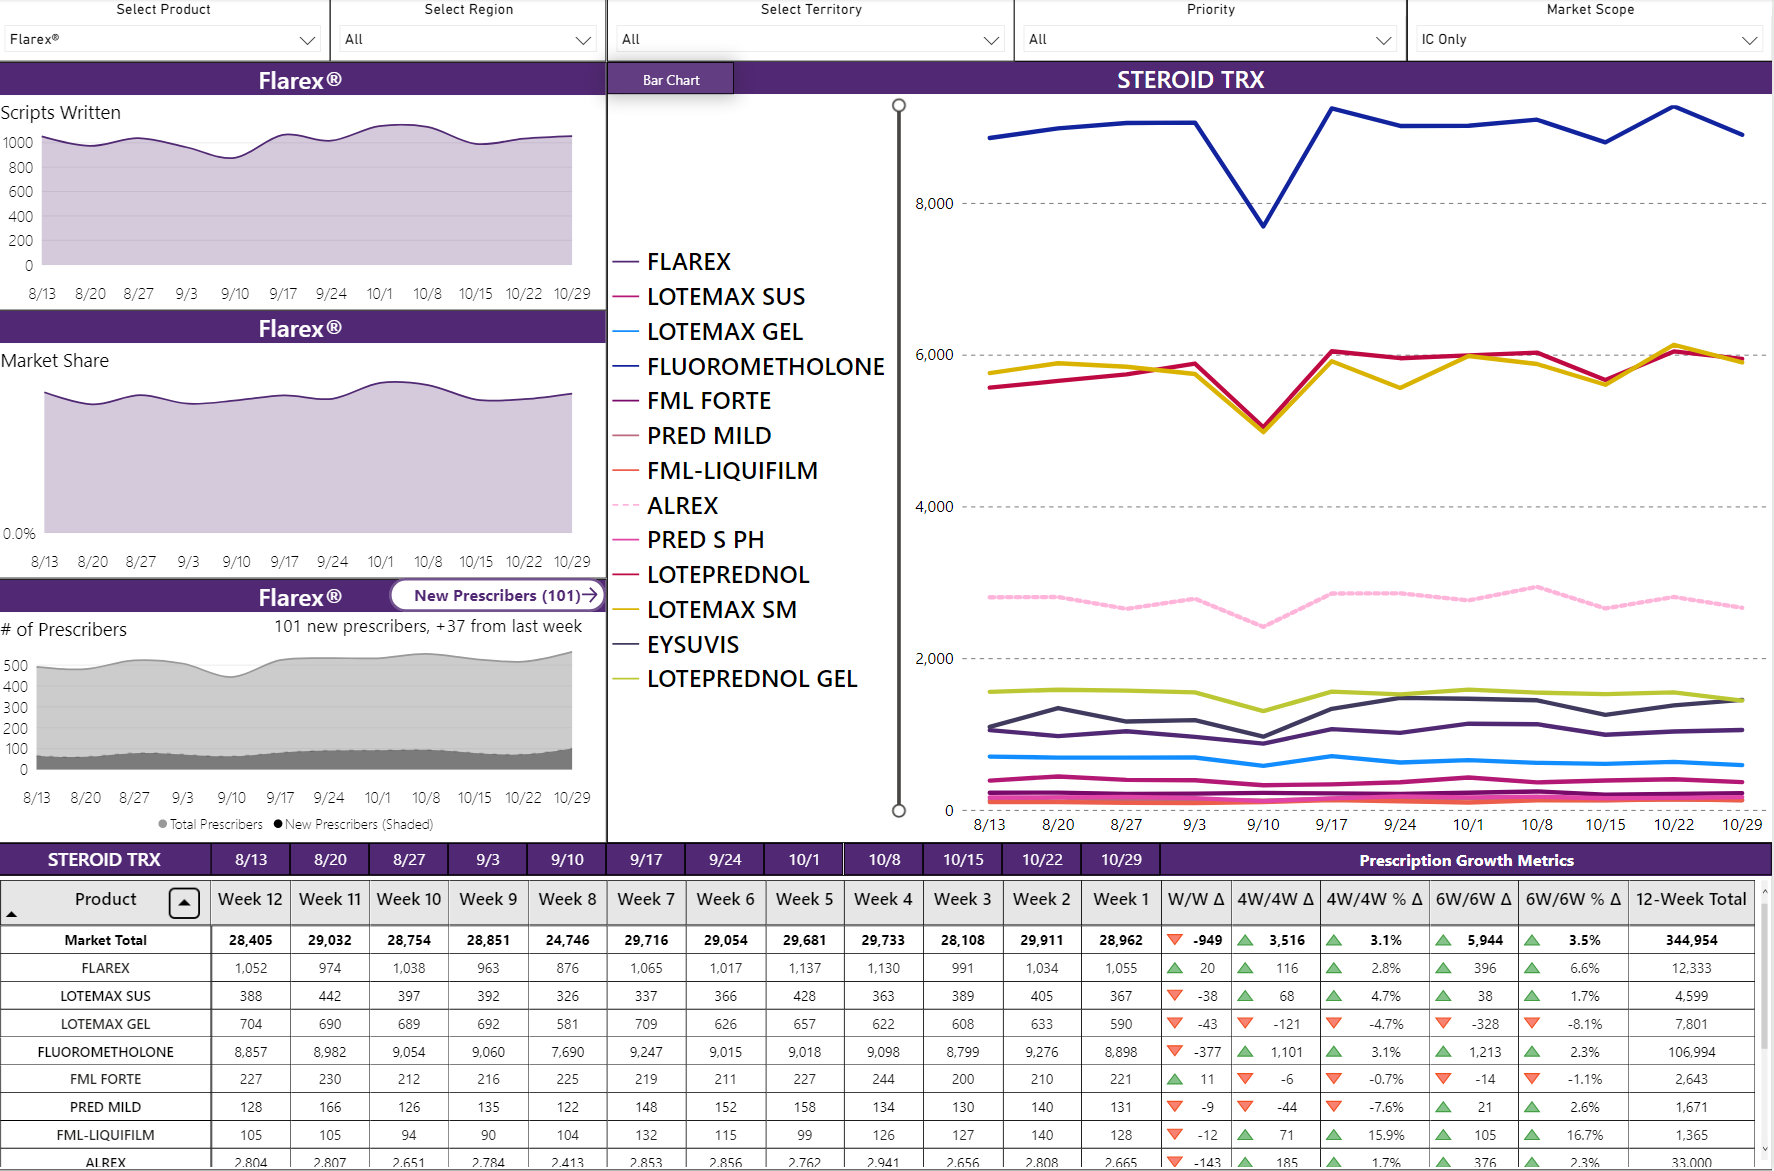 Select Product
Select Region
Select Territory
Priority
Market Scope
Flarex®
All
All
All
IC Only
Flarex®
Scripts Written
1000
800
600
400
200
0
8/13 8/20 8/27 9/3 9/10 9/17 9/24 10/1 10/8 10/15 10/22 10/29
Flarex®
Market Share
0.0%
8/13 8/20 8/27 9/3 9/10 9/17 9/24 10/1 10/8 10/15 10/22 10/29
Flarex®
New Prescribers (101)
# of Prescribers
101 new prescribers, +37 from last week
500
400
300
200
100
0
8/13 8/20 8/27 9/3 9/10 9/17 9/24 10/1 10/8 10/15 10/22 10/29
Total Prescribers New Prescribers (Shaded)
Bar Chart
STEROID TRX
FLAREX
LOTEMAX SUS
LOTEMAX GEL
FLUOROMETHOLONE
FML FORTE
PRED MILD
FML-LIQUIFILM
ALREX
PRED S PH
LOTEPREDNOL
LOTEMAX SM
EYSUVIS
LOTEPREDNOL GEL
8,000
6,000
4,000
2,000
0
8/13 8/20 8/27 9/3 9/10 9/17 9/24 10/1 10/8 10/15 10/22 10/29
STEROID TRX 8/13 8/20 8/27 9/3 9/10 9/17 9/24 10/1 10/8 10/15 10/22 10/29 Prescription Growth Metrics
Product Week 12 Week 11 Week 10 Week 9 Week 8 Week 7 Week 6 Week 5 Week 4 Week 3 Week 2 Week 1 W/W Δ 4W/4W Δ 4W/4W % Δ 6W/6W Δ 6W/6W % Δ 12-Week Total
Market Total 28,405 29,032 28,754 28,851 24,746 29,716 29,054 29,681 29,733 28,108 29,911 28,962 -949 3,516 3.1% 5,944 3.5% 344,954
FLAREX 1,052 974 1,038 963 876 1,065 1,017 1,137 1,130 991 1,034 1,055 20 116 2.8% 396 6.6% 12,333
LOTEMAX SUS 388 442 397 392 326 337 366 428 363 389 405 367 -38 68 4.7% 38 1.7% 4,599
LOTEMAX GEL 704 690 689 692 581 709 626 657 622 608 633 590 -43 -121 -4.7% -328 -8.1% 7,801
FLUOROMETHOLONE 8,857 8,982 9,054 9,060 7,690 9,247 9,015 9,018 9,098 8,799 9,276 8,898 -377 1,101 3.1% 1,213 2.3% 106,994
FML FORTE 227 230 212 216 225 219 211 227 244 200 210 221 11 -6 -0.7% -14 -1.1% 2,643
PRED MILD 128 166 126 135 122 148 152 158 134 130 140 131 -9 -44 -7.6% 21 2.6% 1,671
FML-LIQUIFILM 105 105 94 90 104 132 115 99 126 127 140 128 -12 71 15.9% 105 16.7% 1,365
ALREX 2,804 2,807 2,651 2,784 2,413 2,853 2,856 2,762 2,941 2,656 2,808 2,665 -143 185 1.7% 376 2.3% 33,000